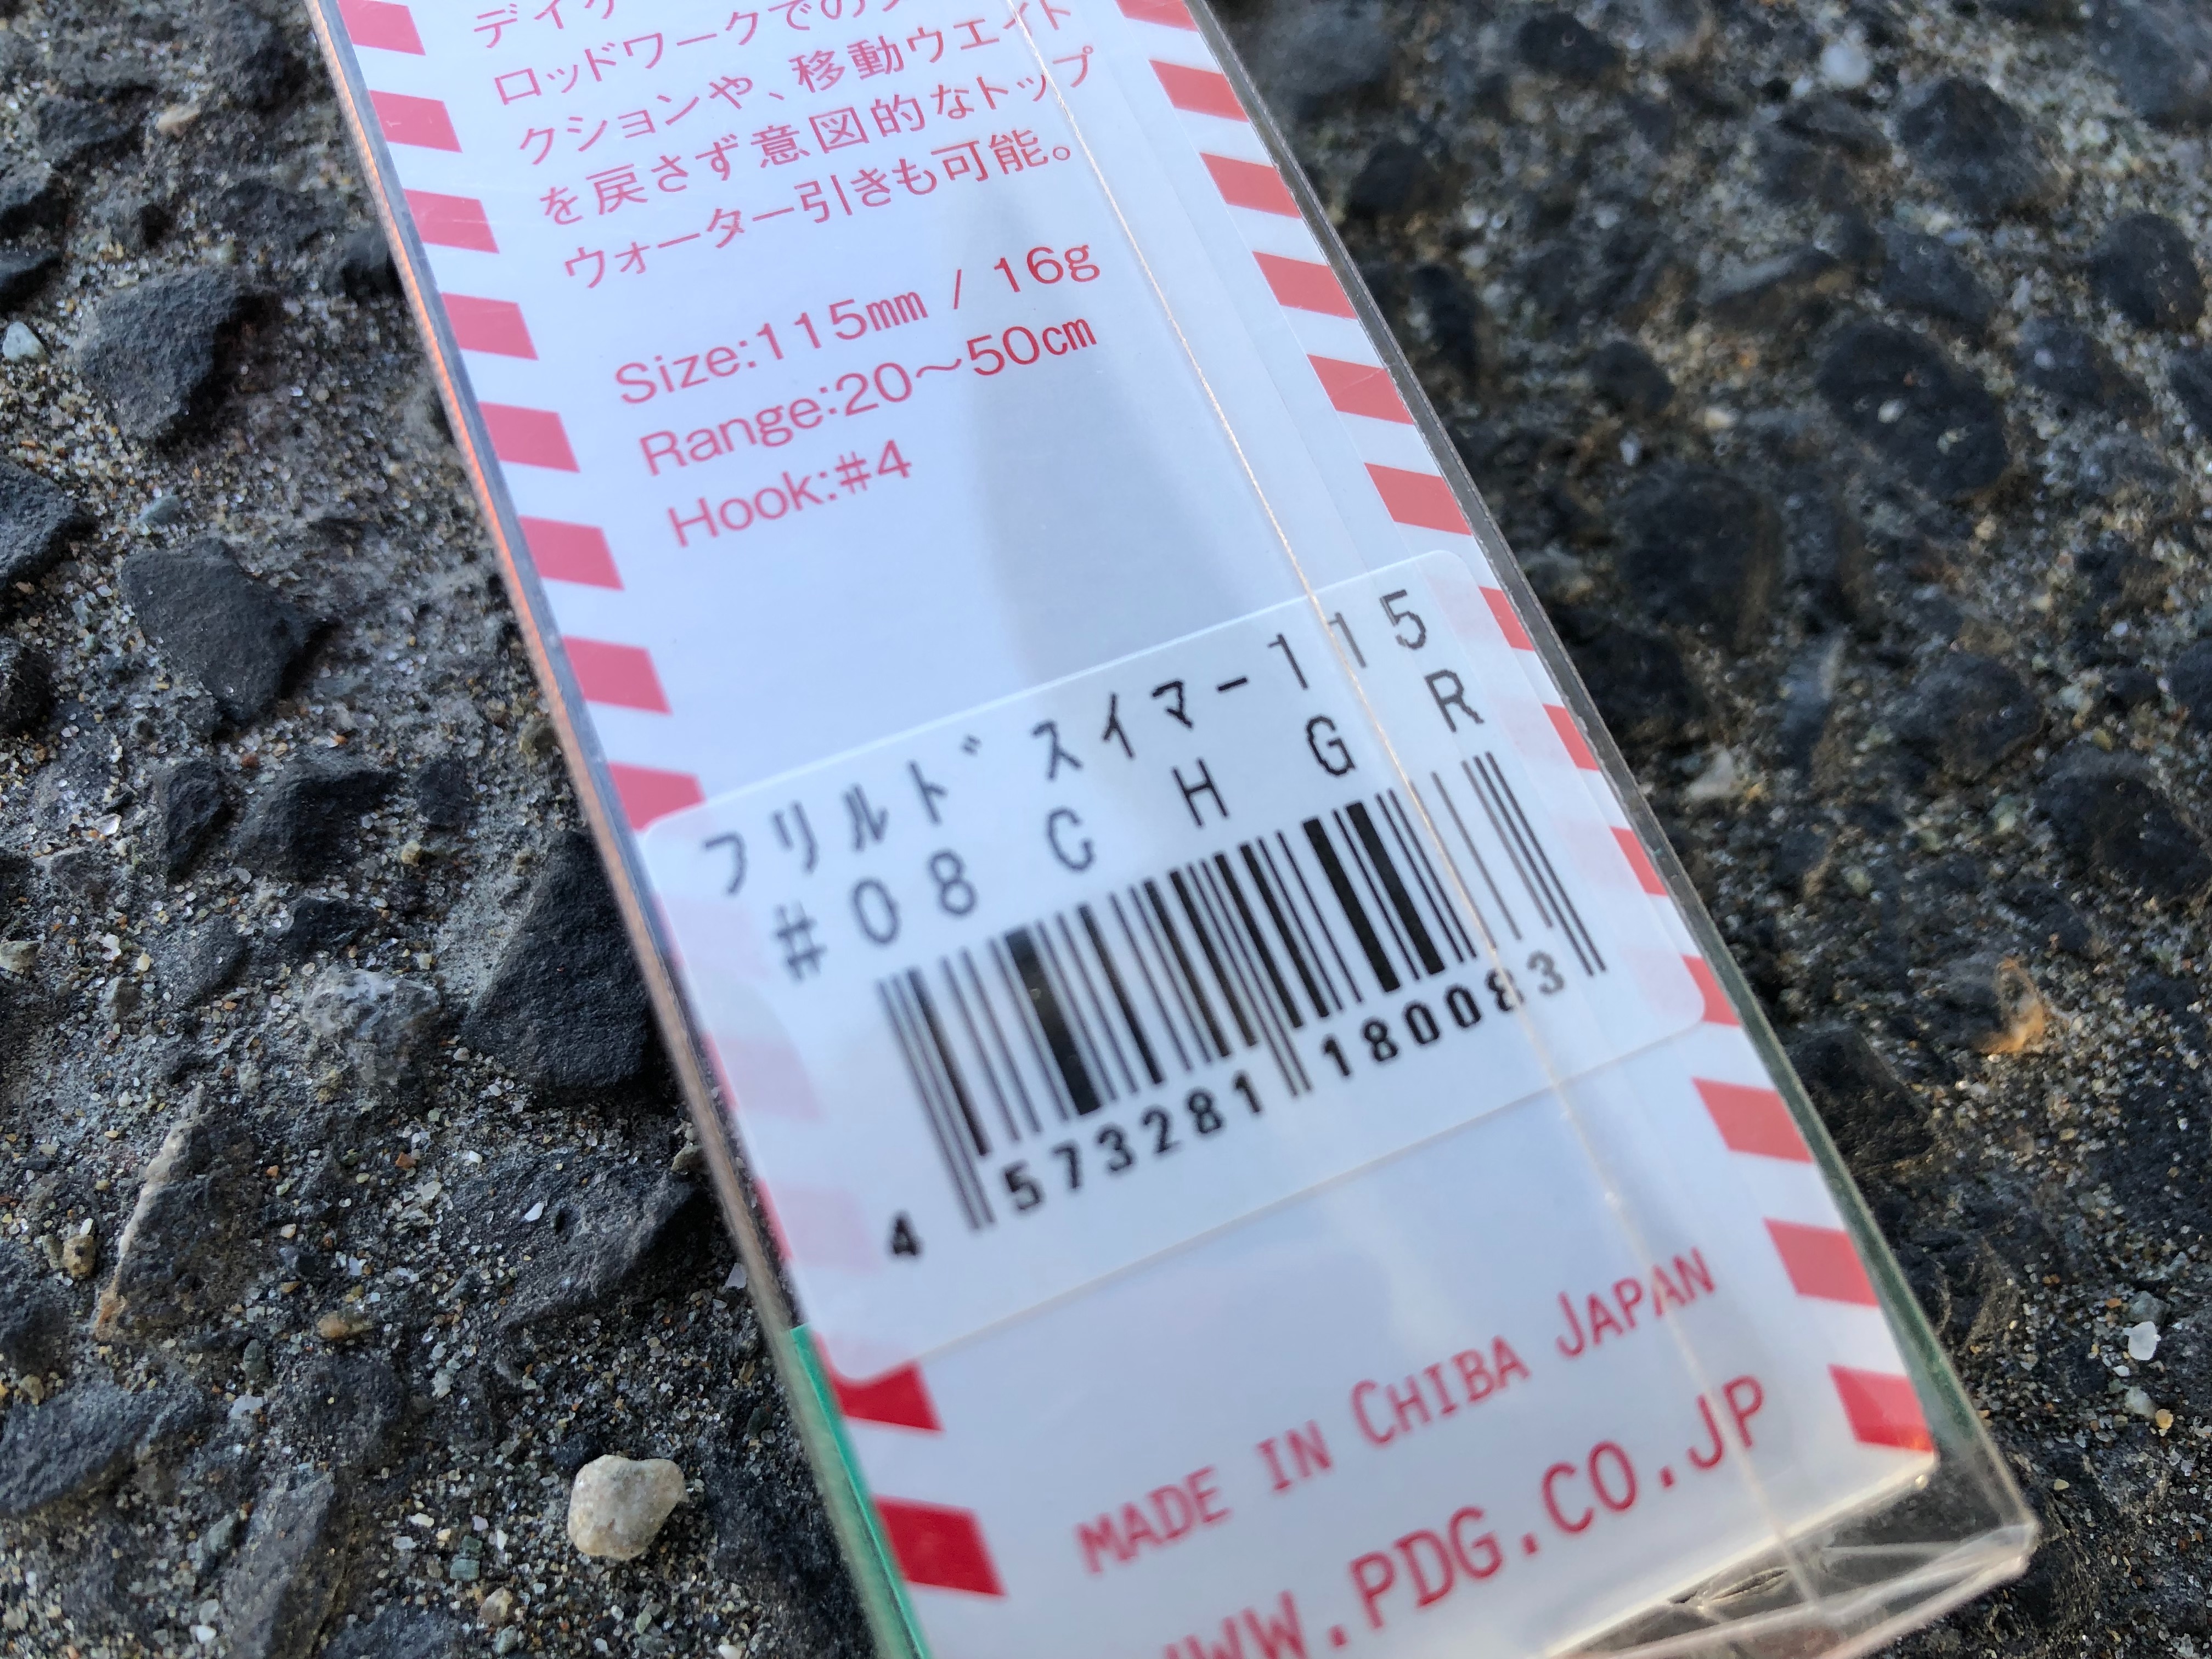 ロッドワークでの
クションや、移動ウエイト
を戻さず意図的なトップ
ウォーター引きも可能。
Size:115㎜ / 16g
Range:20～50㎝
Hook:#4
フリルドスイマー115
#08 C H G R
4 573281 180083
MADE IN CHIBA JAPAN
WWW.PDG.CO.JP